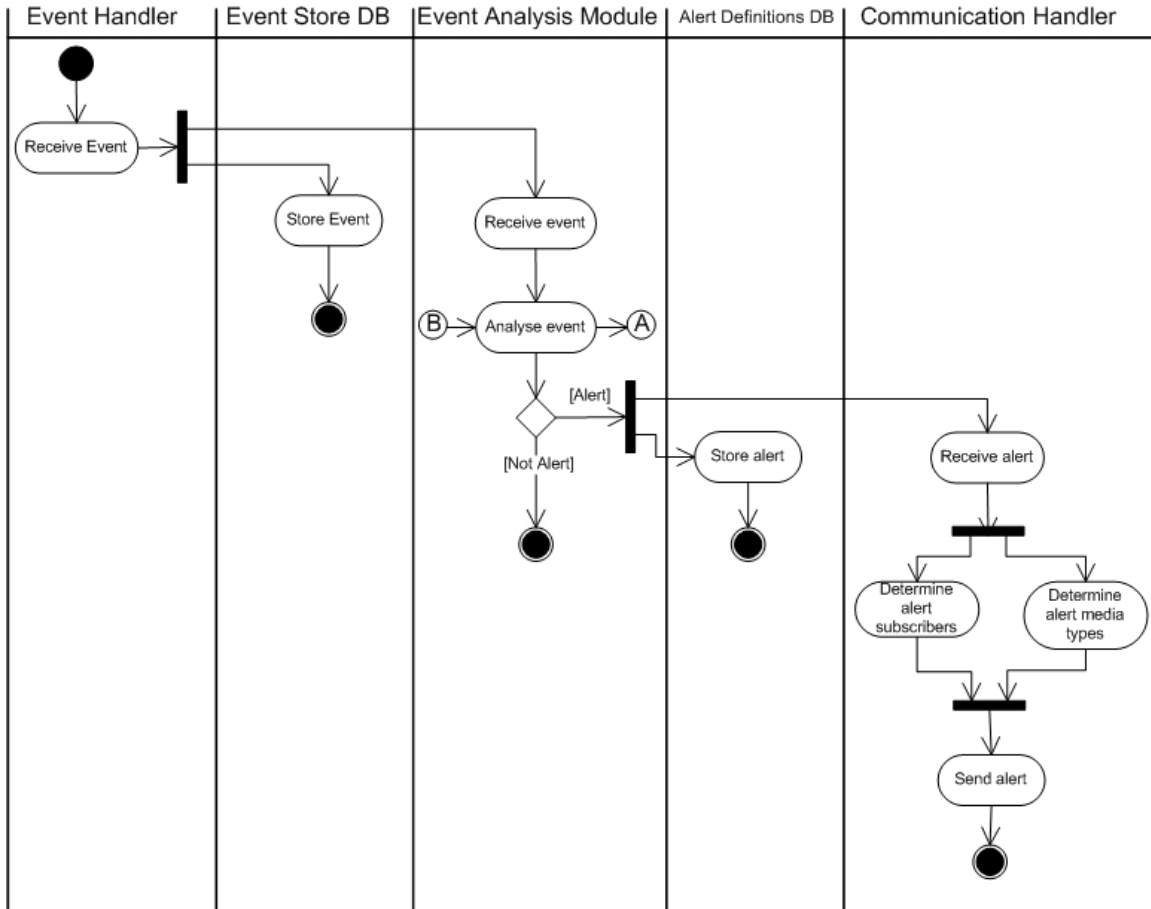 Event Handler
Event Store DB
Event Analysis Module
Alert Definitions DB
Communication Handler
Receive Event
Store Event
Receive event
B
Analyse event
A
[Alert]
[Not Alert]
Store alert
Receive alert
Determine
alert
subscribers
Determine
alert media
types
Send alert